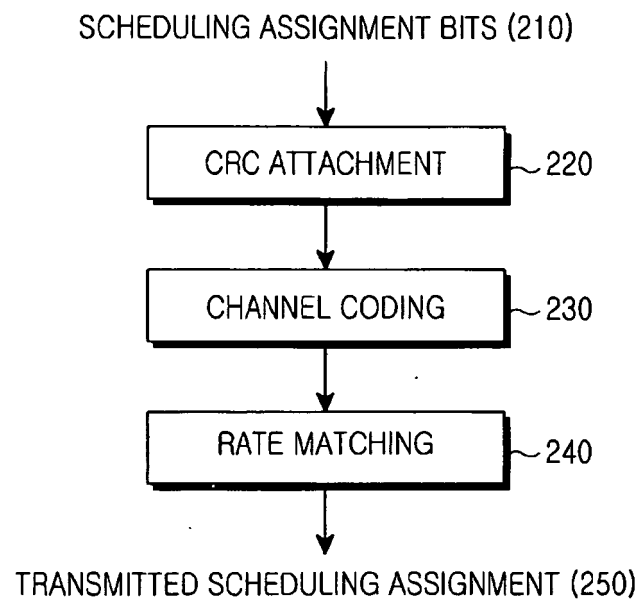 SCHEDULING ASSIGNMENT BITS (210)
CRC ATTACHMENT 220
CHANNEL CODING 230
RATE MATCHING 240
TRANSMITTED SCHEDULING ASSIGNMENT (250)